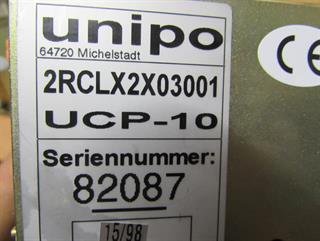 unipo
64720 Michelstadt
2RCLX2X03001
UCP-10
Seriennummer:
82087
15/98
CE